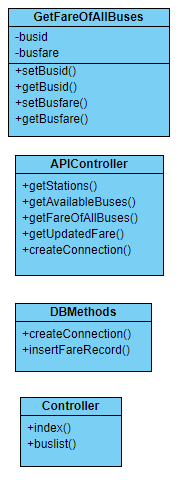 GetFareOfAllBuses
-busid
-busfare
+setBusid()
+getBusid()
+setBusfare()
+getBusfare()
APIController
+getStations()
+getAvailableBuses()
+getFareOfAllBuses()
+getUpdatedFare()
+createConnection()
DBMethods
+createConnection()
+insertFareRecord()
Controller
+index()
+buslist()